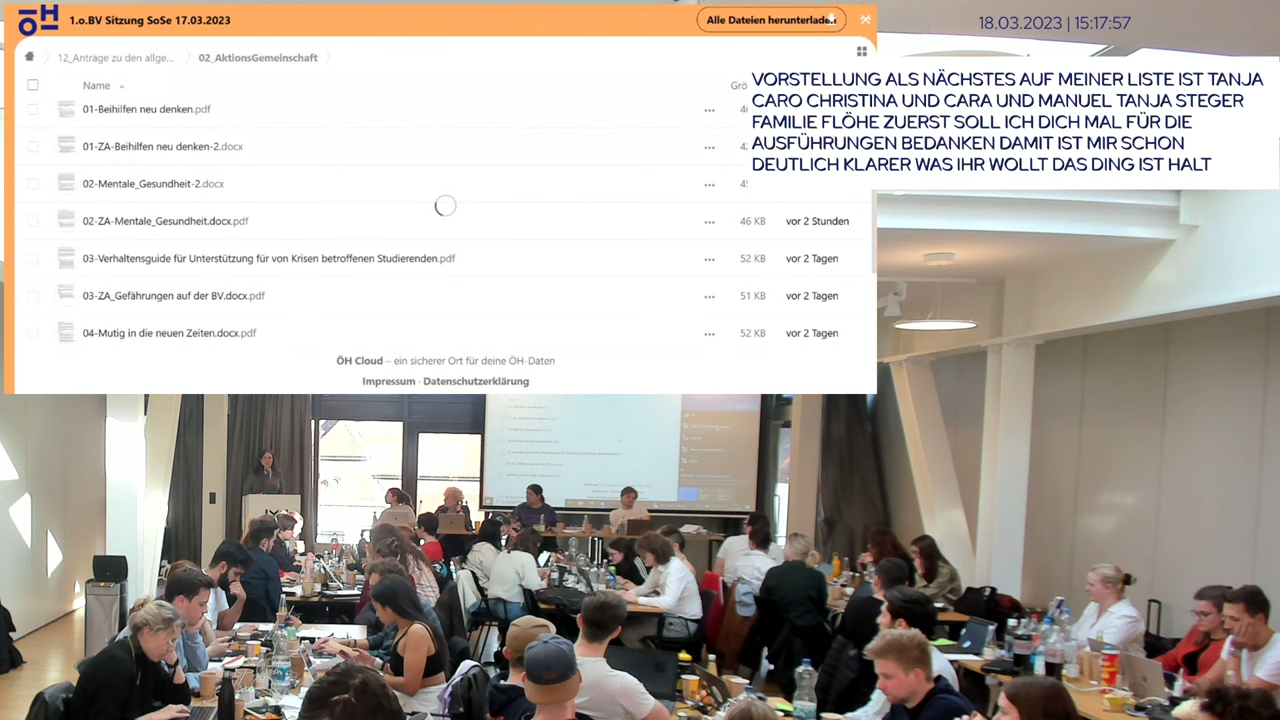 ÖH
1.o.BV Sitzung SoSe 17.03.2023
Alle Dateien herunterladen
18.03.2023 | 15:17:57
12_Anträge zu den allge...
02_AktionsGemeinschaft
Name
Grö
01-Beihilfen neu denken.pdf
01-ZA-Beihilfen neu denken-2.docx
02-Mentale_Gesundheit-2.docx
02-ZA-Mentale_Gesundheit.docx.pdf 46 KB vor 2 Stunden
03-Verhaltensguide für Unterstützung für von Krisen betroffenen Studierenden.pdf 52 KB vor 2 Tagen
03-ZA_Gefährungen auf der BV.docx.pdf 51 KB vor 2 Tagen
04-Mutig in die neuen Zeiten.docx.pdf 52 KB vor 2 Tagen
ÖH Cloud – ein sicherer Ort für deine ÖH-Daten
Impressum · Datenschutzerklärung
VORSTELLUNG ALS NÄCHSTES AUF MEINER LISTE IST TANJA
CARO CHRISTINA UND CARA UND MANUEL TANJA STEGER
FAMILIE FLÖHE ZUERST SOLL ICH DICH MAL FÜR DIE
AUSFÜHRUNGEN BEDANKEN DAMIT IST MIR SCHON
DEUTLICH KLARER WAS IHR WOLLT DAS DING IST HALT